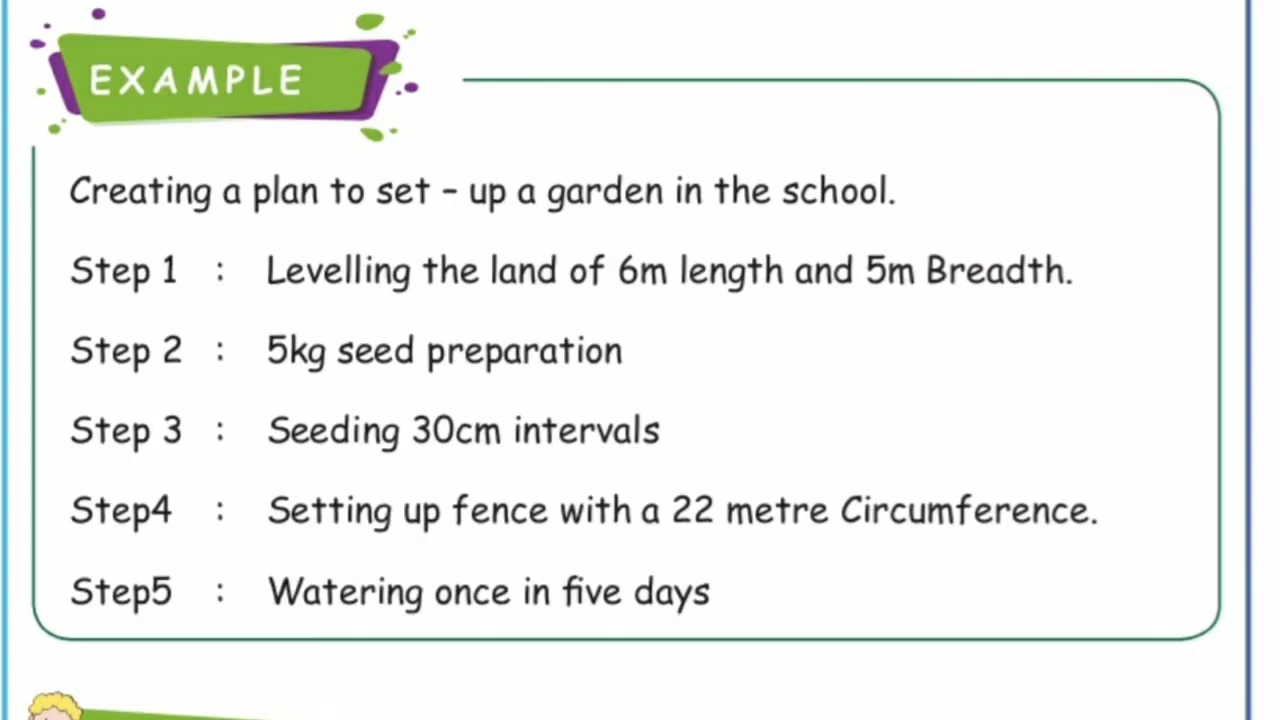 EXAMPLE
Creating a plan to set – up a garden in the school.
Step 1 : Levelling the land of 6m length and 5m Breadth.
Step 2 : 5kg seed preparation
Step 3 : Seeding 30cm intervals
Step4 : Setting up fence with a 22 metre Circumference.
Step5 : Watering once in five days